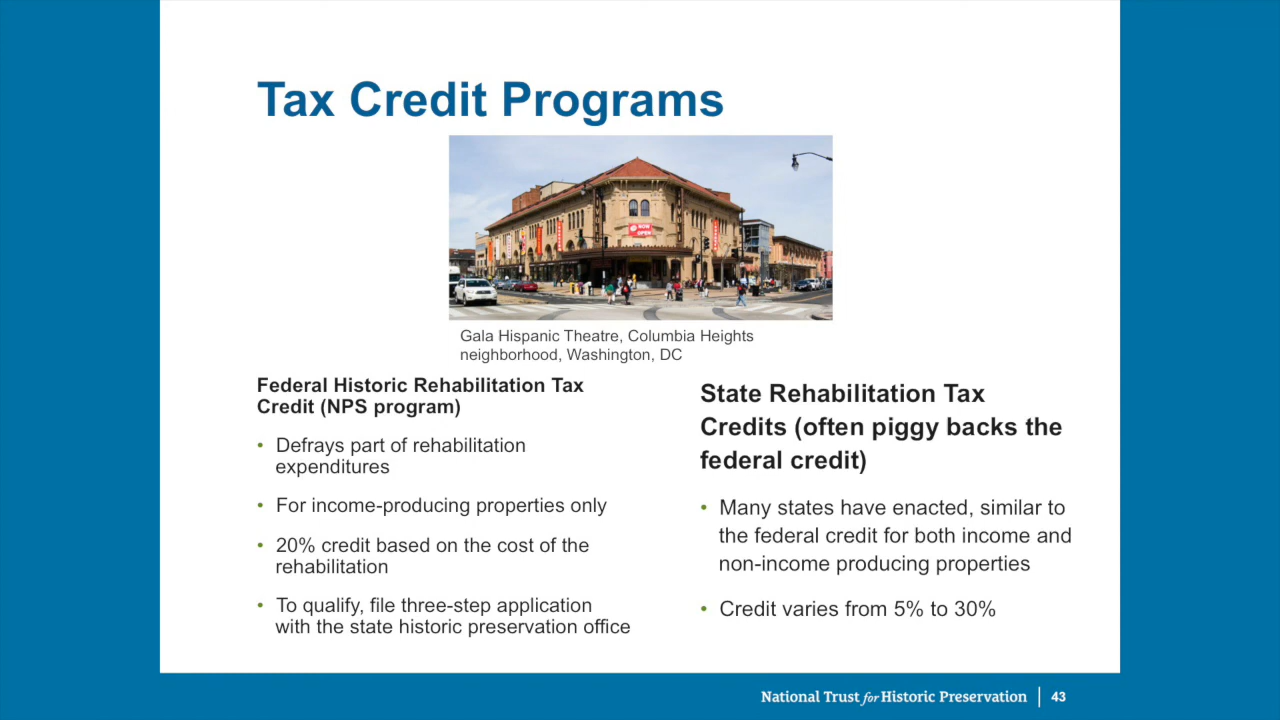 Tax Credit Programs
NOW
OPEN
Gala Hispanic Theatre, Columbia Heights
neighborhood, Washington, DC
Federal Historic Rehabilitation Tax
Credit (NPS program)
• Defrays part of rehabilitation
expenditures
• For income-producing properties only
• 20% credit based on the cost of the
rehabilitation
• To qualify, file three-step application
with the state historic preservation office
State Rehabilitation Tax
Credits (often piggy backs the
federal credit)
• Many states have enacted, similar to
the federal credit for both income and
non-income producing properties
• Credit varies from 5% to 30%
National Trust for Historic Preservation | 43